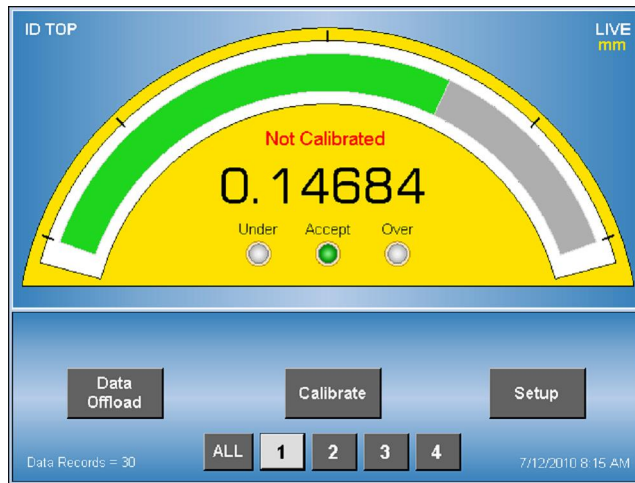 ID TOP
LIVE
mm
Not Calibrated
0.14684
Under Accept Over
Data
Offload
Calibrate
Setup
ALL 1 2 3 4
Data Records = 30
7/12/2010 8:15 AM